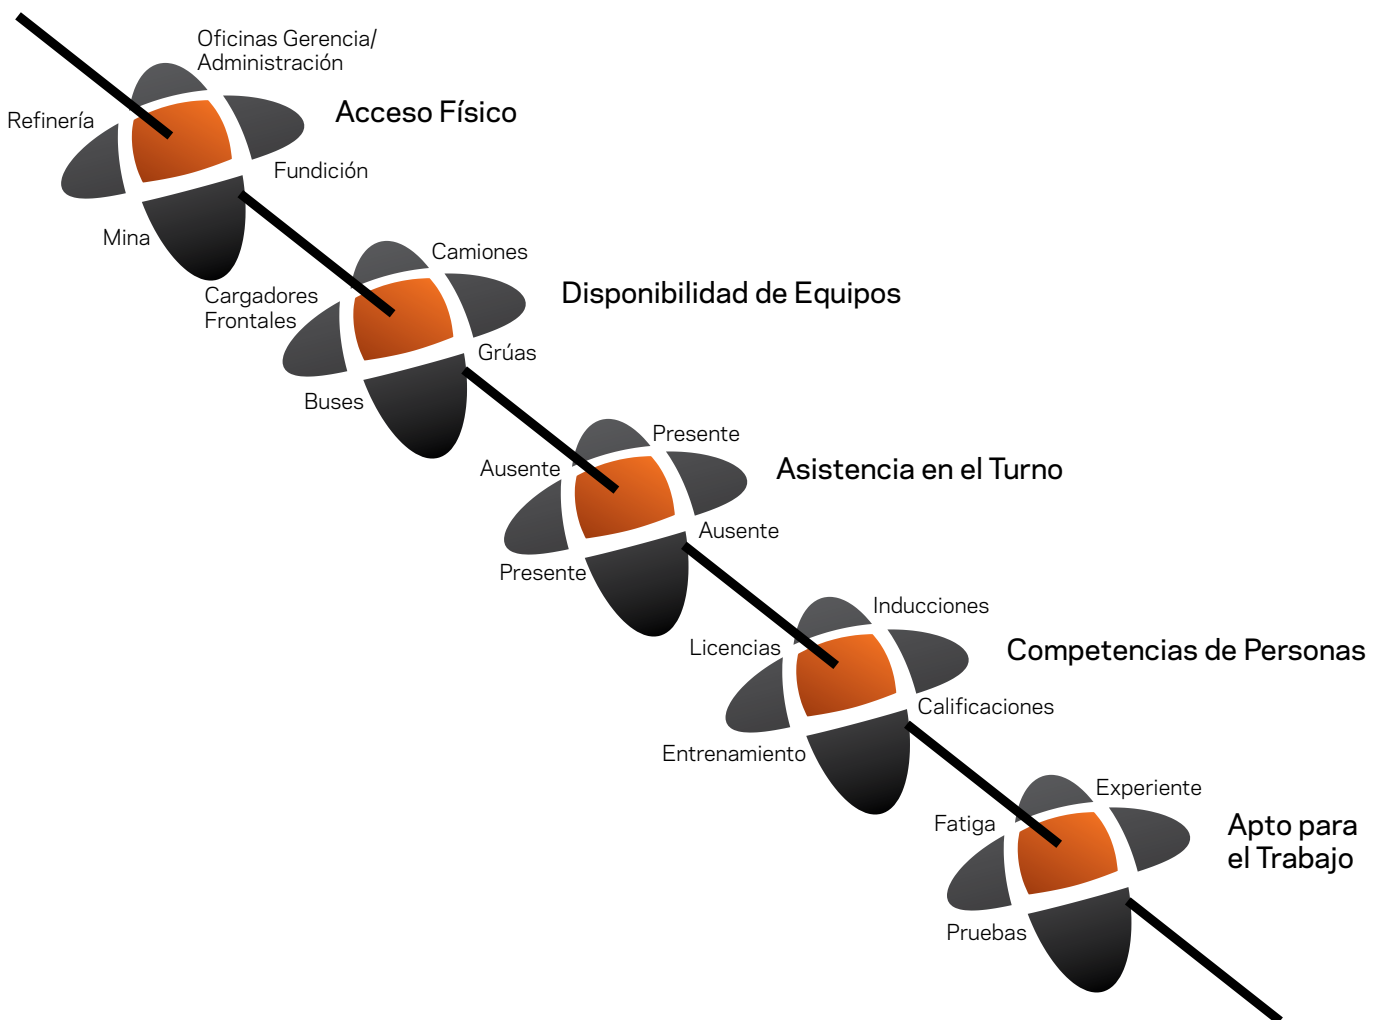 Oficinas Gerencia/
Administración
Refinería
Acceso Físico
Fundición
Mina
Camiones
Cargadores
Frontales
Disponibilidad de Equipos
Grúas
Buses
Presente
Ausente
Asistencia en el Turno
Ausente
Presente
Inducciones
Licencias
Competencias de Personas
Calificaciones
Entrenamiento
Experiente
Fatiga
Apto para
el Trabajo
Pruebas